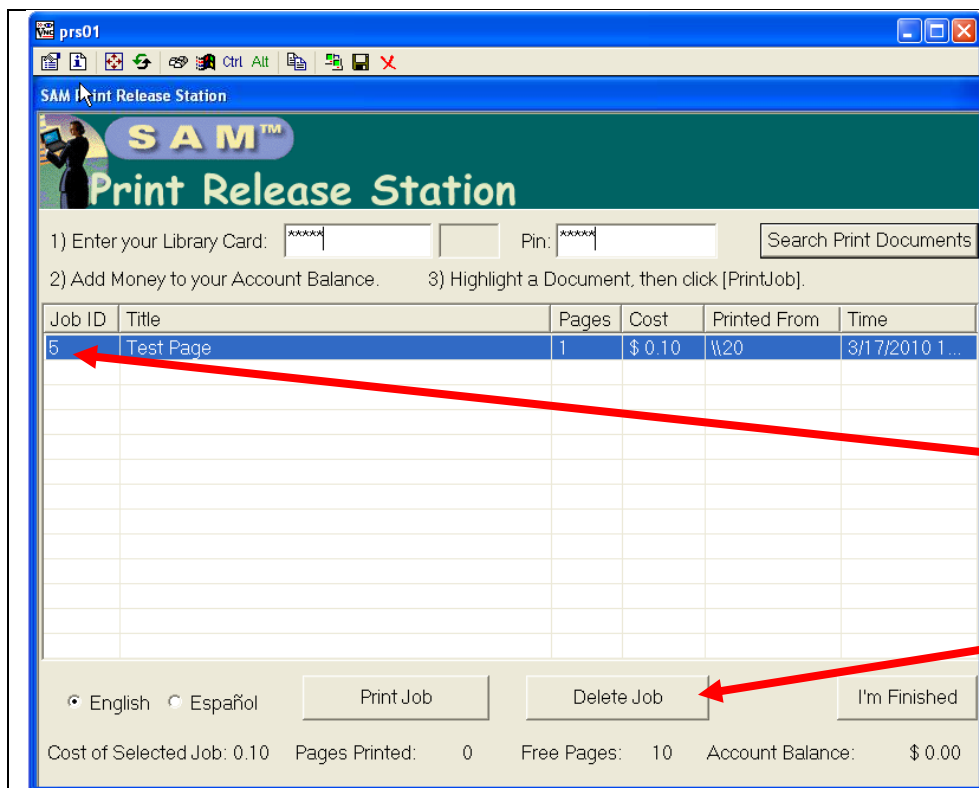 prs01
Ctrl Alt
SAM Print Release Station
SAM™
Print Release Station
1) Enter your Library Card: ***** Pin: ***** Search Print Documents
2) Add Money to your Account Balance. 3) Highlight a Document, then click [PrintJob].
Job ID Title Pages Cost Printed From Time
5 Test Page 1 $ 0.10 \\20 3/17/2010 1...
English Español Print Job Delete Job I'm Finished
Cost of Selected Job: 0.10 Pages Printed: 0 Free Pages: 10 Account Balance: $ 0.00